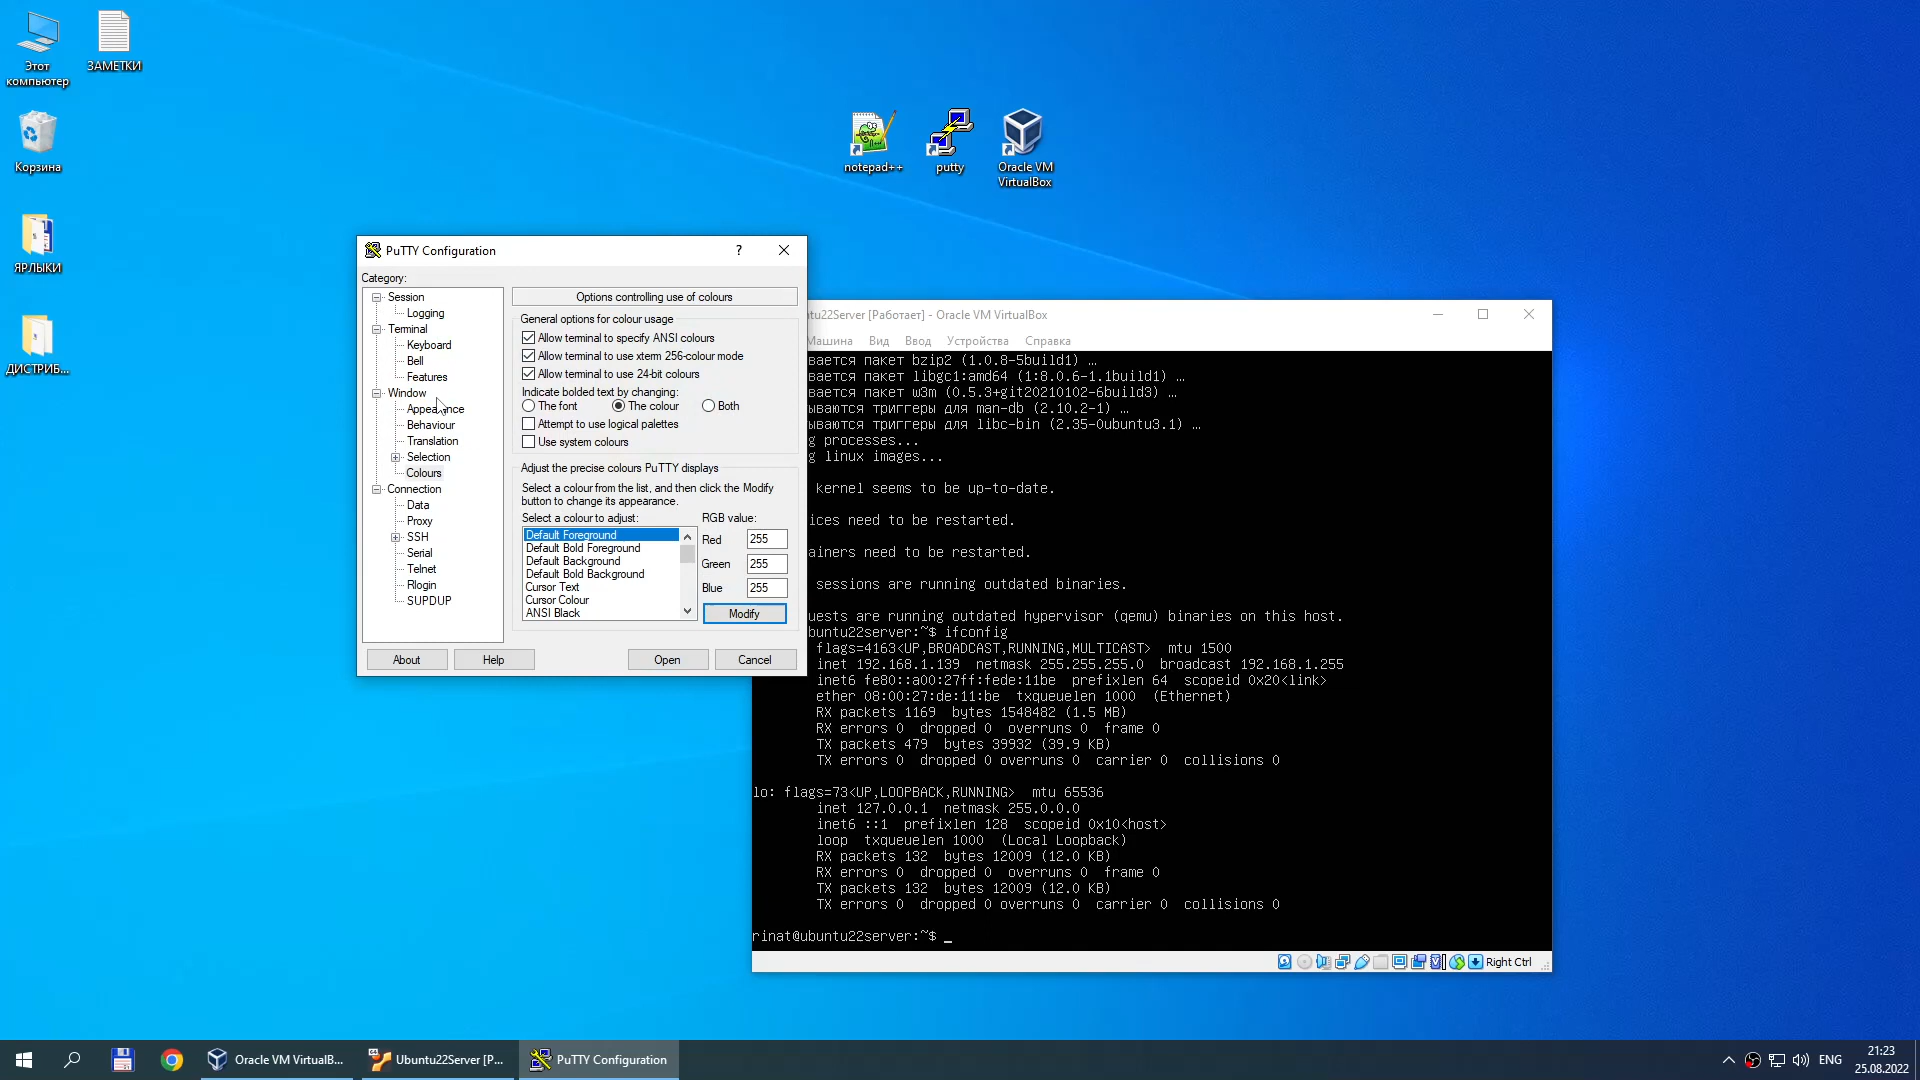 Этот
компьютер
ЗАМЕТКИ
Корзина
ЯРЛЫКИ
ДИСТРИБ...
notepad++
putty
Oracle VM
VirtualBox
PuTTY Configuration
?
Category:
Session
Logging
Terminal
Keyboard
Bell
Features
Window
Appearance
Behaviour
Translation
Selection
Colours
Connection
Data
Proxy
SSH
Serial
Telnet
Rlogin
SUPDUP
Options controlling use of colours
General options for colour usage
Allow terminal to specify ANSI colours
Allow terminal to use xterm 256-colour mode
Allow terminal to use 24-bit colours
Indicate bolded text by changing:
The font
The colour
Both
Attempt to use logical palettes
Use system colours
Adjust the precise colours PuTTY displays
Select a colour from the list, and then click the Modify
button to change its appearance.
Select a colour to adjust:
Default Foreground
Default Bold Foreground
Default Background
Default Bold Background
Cursor Text
Cursor Colour
ANSI Black
RGB value:
Red 255
Green 255
Blue 255
Modify
About
Help
Open
Cancel
tu22Server [Работает] - Oracle VM VirtualBox
Машина Вид Ввод Устройства Справка
вается пакет bzip2 (1.0.8-5build1) …
вается пакет libgc1:amd64 (1:8.0.6-1.1build1) …
вается пакет w3m (0.5.3+git20210102-6build3) …
ываются триггеры для man-db (2.10.2-1) …
ываются триггеры для libc-bin (2.35-0ubuntu3.1) …
g processes...
g linux images...
kernel seems to be up-to-date.
ices need to be restarted.
ainers need to be restarted.
sessions are running outdated binaries.
uests are running outdated hypervisor (qemu) binaries on this host.
buntu22server:~$ ifconfig
flags=4163<UP,BROADCAST,RUNNING,MULTICAST> mtu 1500
inet 192.168.1.139 netmask 255.255.255.0 broadcast 192.168.1.255
inet6 fe80::a00:27ff:fede:11be prefixlen 64 scopeid 0x20<link>
ether 08:00:27:de:11:be txqueuelen 1000 (Ethernet)
RX packets 1169 bytes 1548482 (1.5 MB)
RX errors 0 dropped 0 overruns 0 frame 0
TX packets 479 bytes 39932 (39.9 KB)
TX errors 0 dropped 0 overruns 0 carrier 0 collisions 0
lo: flags=73<UP,LOOPBACK,RUNNING> mtu 65536
inet 127.0.0.1 netmask 255.0.0.0
inet6 ::1 prefixlen 128 scopeid 0x10<host>
loop txqueuelen 1000 (Local Loopback)
RX packets 132 bytes 12009 (12.0 KB)
RX errors 0 dropped 0 overruns 0 frame 0
TX packets 132 bytes 12009 (12.0 KB)
TX errors 0 dropped 0 overruns 0 carrier 0 collisions 0
rinat@ubuntu22server:~$ _
Right Ctrl
Oracle VM VirtualB...
Ubuntu22Server [P...
PuTTY Configuration
ENG
21:23
25.08.2022